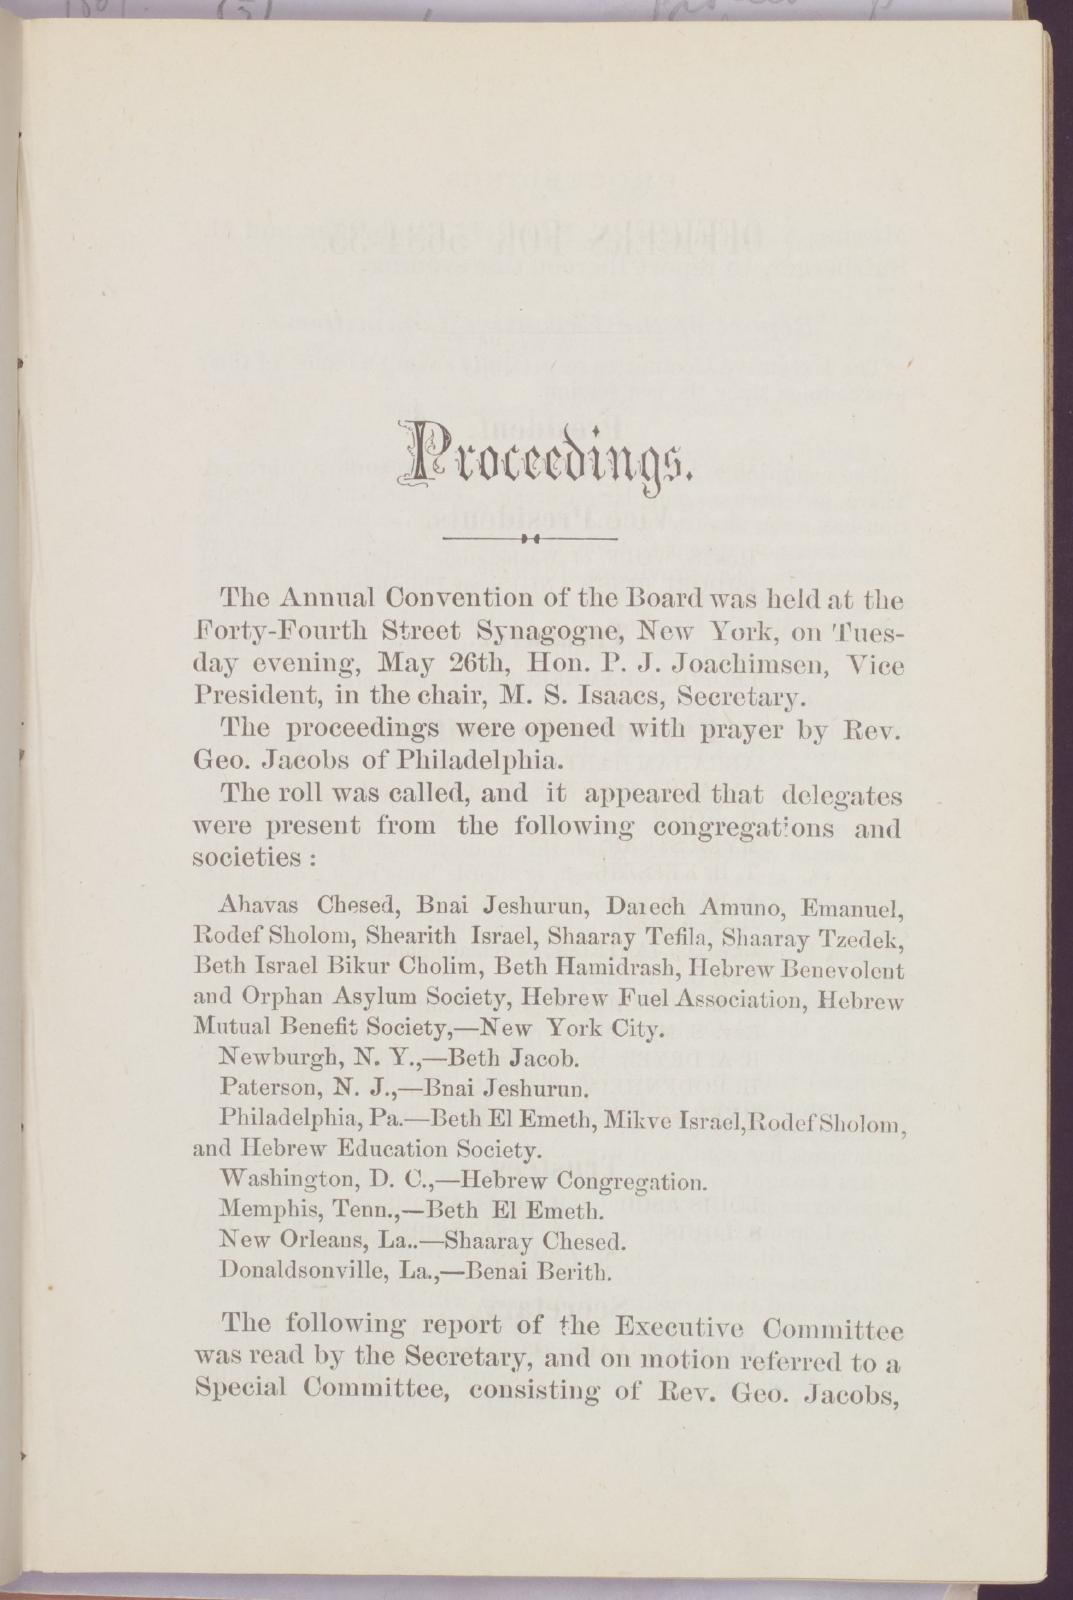 Proceedings.
The Annual Convention of the Board was held at the
Forty-Fourth Street Synagogne, New York, on Tues-
day evening, May 26th, Hon. P. J. Joachimsen, Vice
President, in the chair, M. S. Isaacs, Secretary.
The proceedings were opened with prayer by Rev.
Geo. Jacobs of Philadelphia.
The roll was called, and it appeared that delegates
were present from the following congregations and
societies :
Ahavas Chesed, Bnai Jeshurun, Darech Amuno, Emanuel,
Rodef Sholom, Shearith Israel, Shaaray Tefila, Shaaray Tzedek,
Beth Israel Bikur Cholim, Beth Hamidrash, Hebrew Benevolent
and Orphan Asylum Society, Hebrew Fuel Association, Hebrew
Mutual Benefit Society,—New York City.
Newburgh, N. Y.,—Beth Jacob.
Paterson, N. J.,—Bnai Jeshurun.
Philadelphia, Pa.—Beth El Emeth, Mikve Israel,Rodef Sholom,
and Hebrew Education Society.
Washington, D. C.,—Hebrew Congregation.
Memphis, Tenn.,—Beth El Emeth.
New Orleans, La..—Shaaray Chesed.
Donaldsonville, La.,—Benai Berith.
The following report of the Executive Committee
was read by the Secretary, and on motion referred to a
Special Committee, consisting of Rev. Geo. Jacobs,